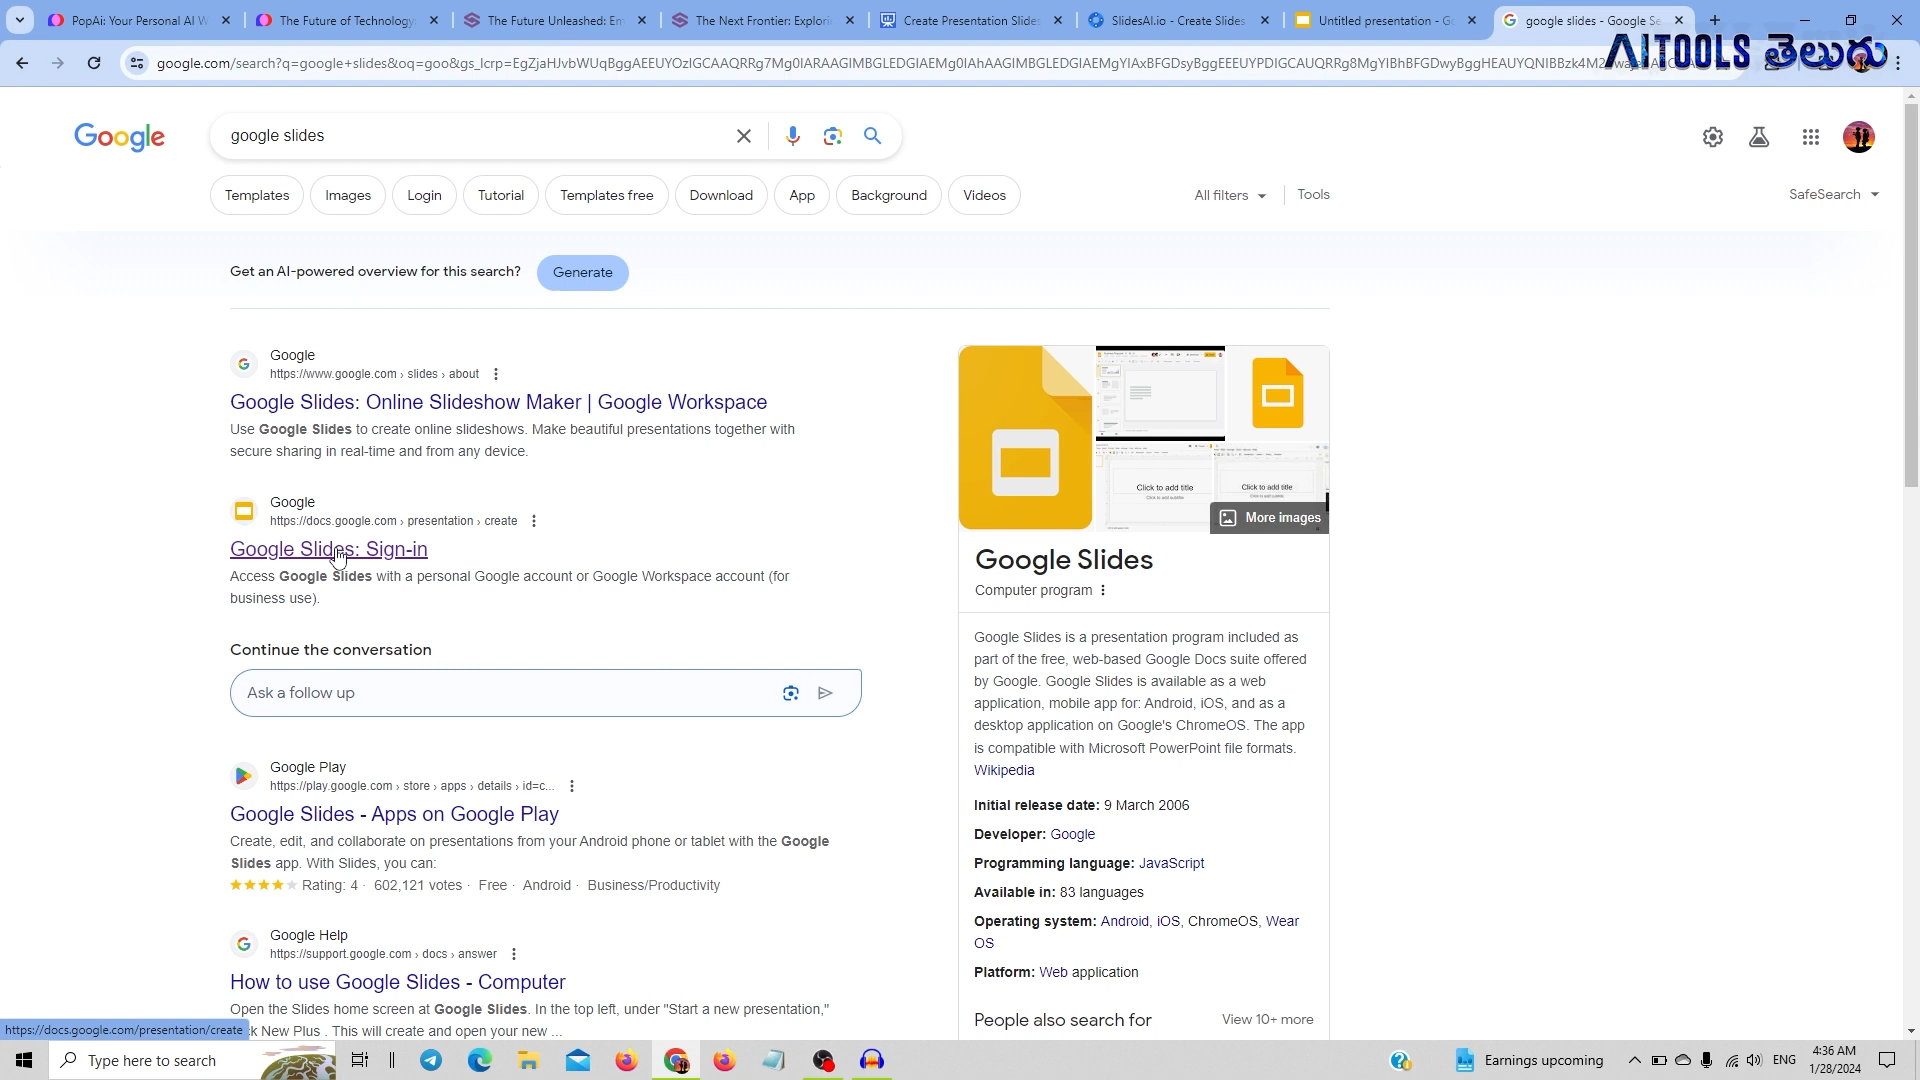 PopAi: Your Personal AI W
The Future of Technology:
The Future Unleashed: Em
The Next Frontier: Explorin
Create Presentation Slides
SlidesAI.io - Create Slides
Untitled presentation - Go
google slides - Google Se
AITOOLS తెలుగు
google.com/search?q=google+slides&oq=goo&gs_lcrp=
Google
google slides
Templates
Images
Login
Tutorial
Templates free
Download
App
Background
Videos
All filters
Tools
SafeSearch
Get an AI-powered overview for this search?
Generate
Google
https://www.google.com › slides › about
Google Slides: Online Slideshow Maker | Google Workspace
Use Google Slides to create online slideshows. Make beautiful presentations together with
secure sharing in real-time and from any device.
Google
https://docs.google.com › presentation › create
Google Slides: Sign-in
Access Google Slides with a personal Google account or Google Workspace account (for
business use).
Continue the conversation
Ask a follow up
Google Play
https://play.google.com › store › apps › details › id=c...
Google Slides - Apps on Google Play
Create, edit, and collaborate on presentations from your Android phone or tablet with the Google
Slides app. With Slides, you can:
Rating: 4 · 602,121 votes · Free · Android · Business/Productivity
Google Help
https://support.google.com › docs › answer
How to use Google Slides - Computer
Open the Slides home screen at Google Slides. In the top left, under "Start a new presentation,"
ck New Plus . This will create and open your new ...
https://docs.google.com/presentation/create
Click to add title
Click to add subtitle
Click to add title
Click to add subtitle
More images
Google Slides
Computer program
Google Slides is a presentation program included as
part of the free, web-based Google Docs suite offered
by Google. Google Slides is available as a web
application, mobile app for: Android, iOS, and as a
desktop application on Google's ChromeOS. The app
is compatible with Microsoft PowerPoint file formats.
Wikipedia
Initial release date: 9 March 2006
Developer: Google
Programming language: JavaScript
Available in: 83 languages
Operating system: Android, iOS, ChromeOS, Wear
OS
Platform: Web application
People also search for
View 10+ more
Type here to search
Earnings upcoming
ENG
4:36 AM
1/28/2024